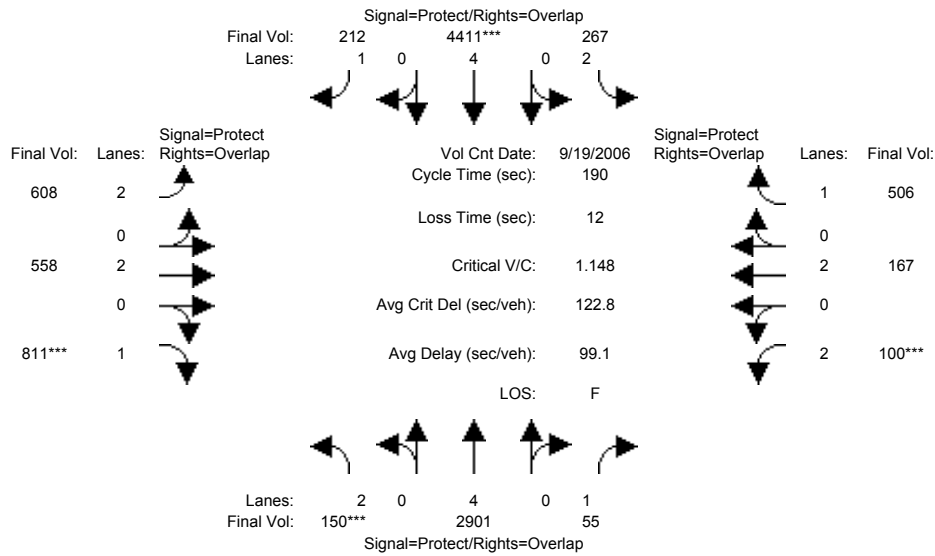 Signal=Protect/Rights=Overlap
Final Vol: 212 4411*** 267
Lanes: 1 0 4 0 2
Signal=Protect Signal=Protect
Final Vol: Lanes: Rights=Overlap Vol Cnt Date: 9/19/2006 Rights=Overlap Lanes: Final Vol:
Cycle Time (sec): 190
608 2 1 506
Loss Time (sec): 12
0 0
558 2 Critical V/C: 1.148 2 167
0 Avg Crit Del (sec/veh): 122.8 0
811*** 1 Avg Delay (sec/veh): 99.1 2 100***
LOS: F
Lanes: 2 0 4 0 1
Final Vol: 150*** 2901 55
Signal=Protect/Rights=Overlap